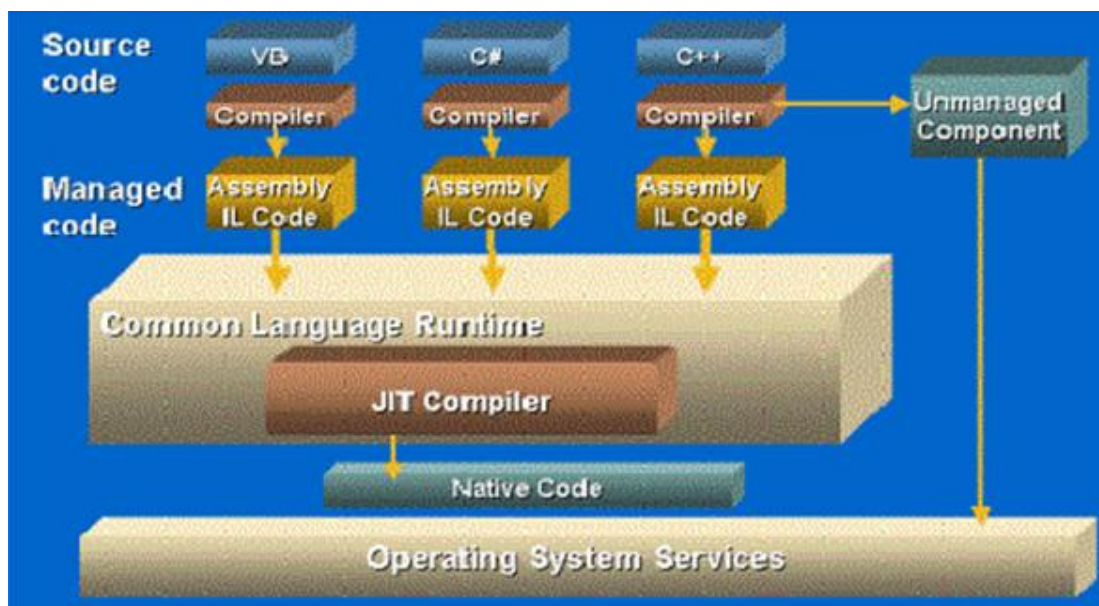 Source
code
VB
C#
C++
Compiler
Compiler
Compiler
Unmanaged
Component
Managed
code
Assembly
IL Code
Assembly
IL Code
Assembly
IL Code
Common Language Runtime
JIT Compiler
Native Code
Operating System Services